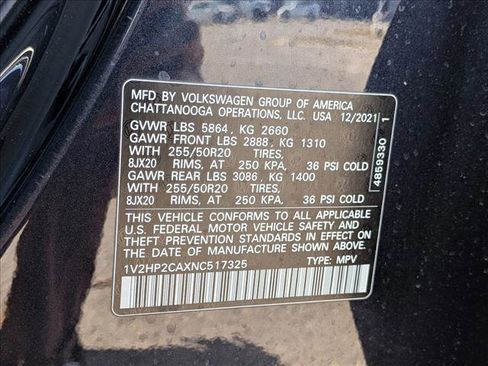 MFD BY VOLKSWAGEN GROUP OF AMERICA
CHATTANOOGA OPERATIONS, LLC. USA 12/2021
GVWR LBS 5864, KG 2660
GAWR FRONT LBS 2888, KG 1310
WITH 255/50R20 TIRES,
8JX20 RIMS, AT 250 KPA, 36 PSI COLD
GAWR REAR LBS 3086, KG 1400
WITH 255/50R20 TIRES,
8JX20 RIMS, AT 250 KPA, 36 PSI COLD
THIS VEHICLE CONFORMS TO ALL APPLICABLE
U.S. FEDERAL MOTOR VEHICLE SAFETY AND
THEFT PREVENTION STANDARDS IN EFFECT ON
THE DATE OF MANUFACTURE SHOWN ABOVE.
1V2HP2CAXNC517325 TYPE: MPV
4859330 1